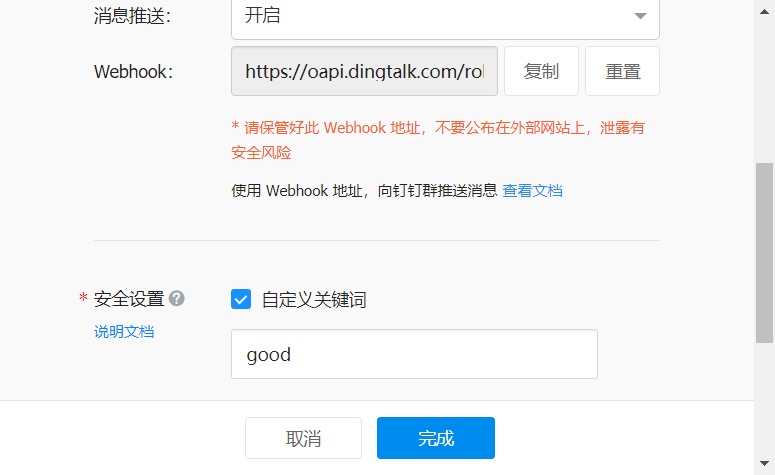 消息推送：
开启
Webhook：
https://oapi.dingtalk.com/ro
复制
重置
* 请保管好此 Webhook 地址，不要公布在外部网站上，泄露有
安全风险
使用 Webhook 地址，向钉钉群推送消息 查看文档
* 安全设置 ?
自定义关键词
说明文档
good
取消
完成